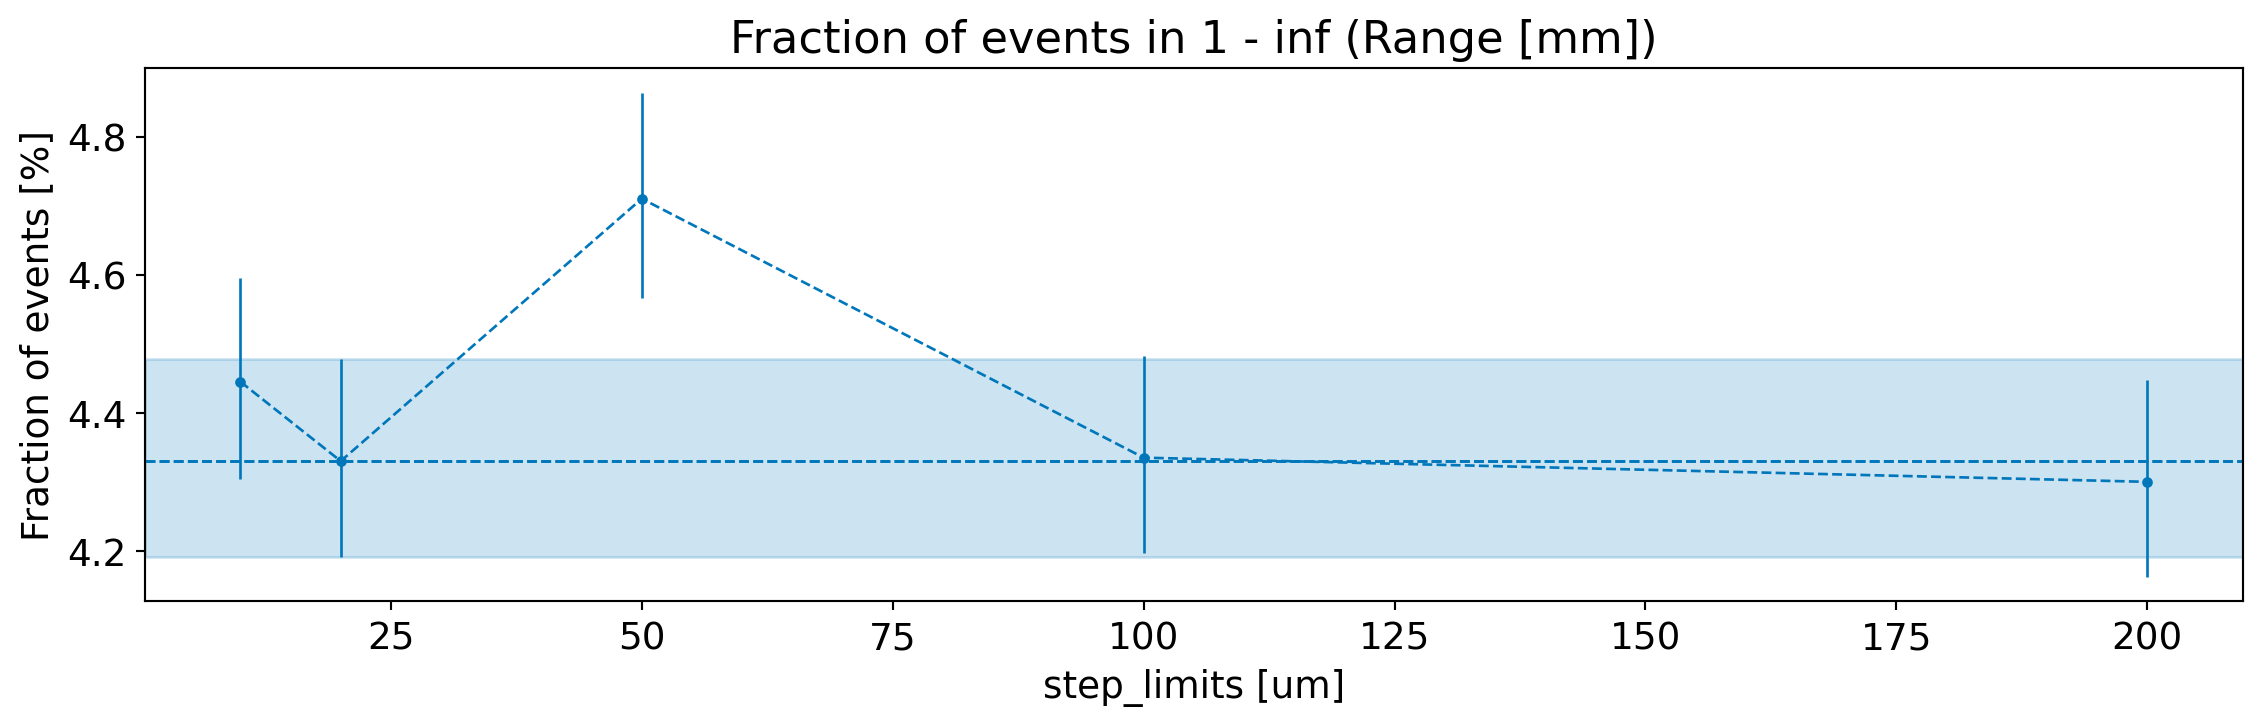 Fraction of events in 1 - inf (Range [mm])
Fraction of events [%]
4.8
4.6
4.4
4.2
25 50 75 100 125 150 175 200
step_limits [um]